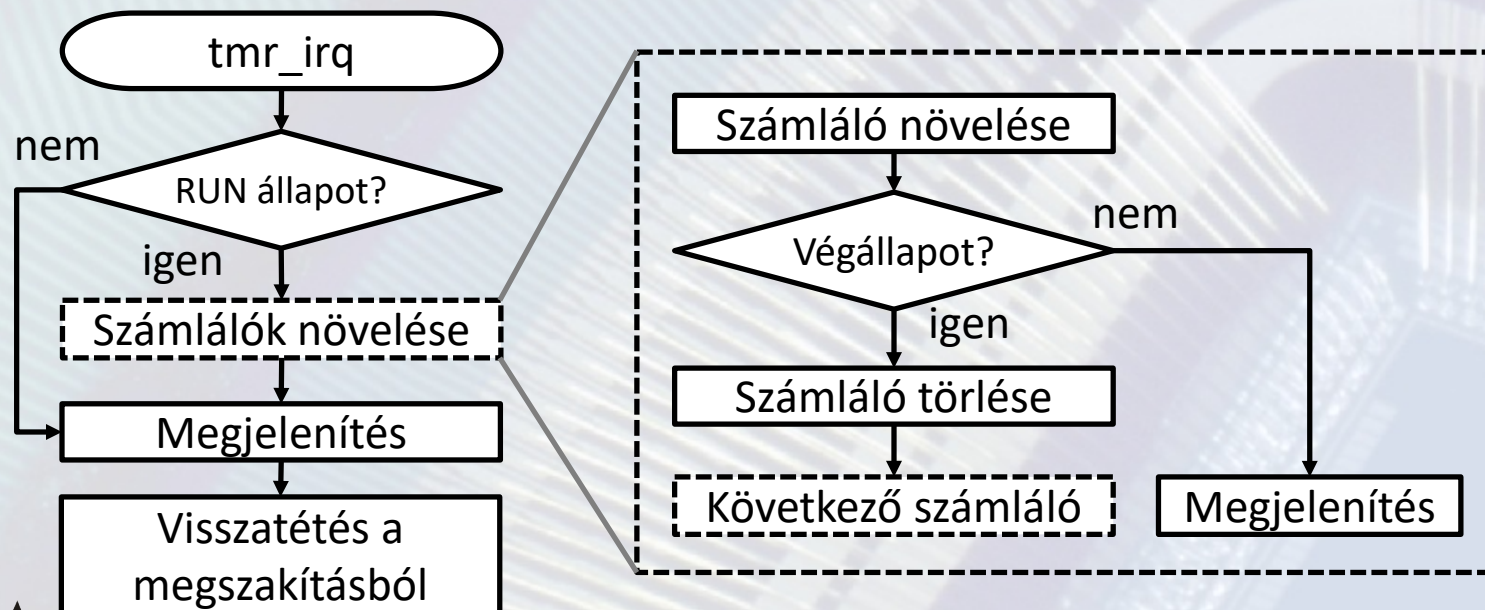 tmr_irq
nem
RUN állapot?
igen
Számlálók növelése
Megjelenítés
Visszatétés a
megszakításból
Számláló növelése
nem
Végállapot?
igen
Számláló törlése
Következő számláló
Megjelenítés